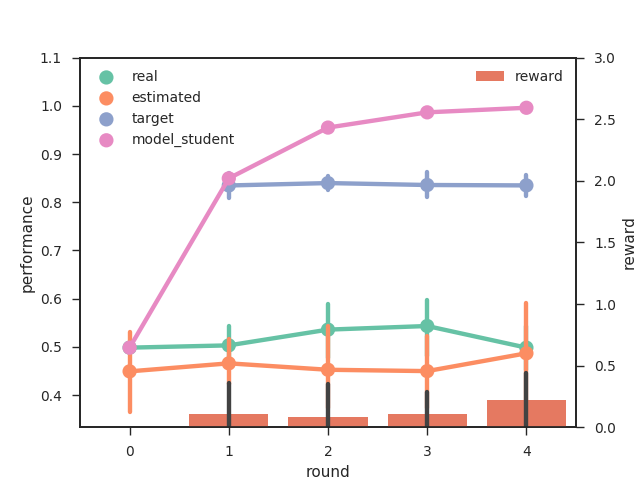 real
estimated
target
model_student
reward
1.1
1.0
0.9
0.8
0.7
0.6
0.5
0.4
performance
3.0
2.5
2.0
1.5
1.0
0.5
0.0
reward
0 1 2 3 4
round